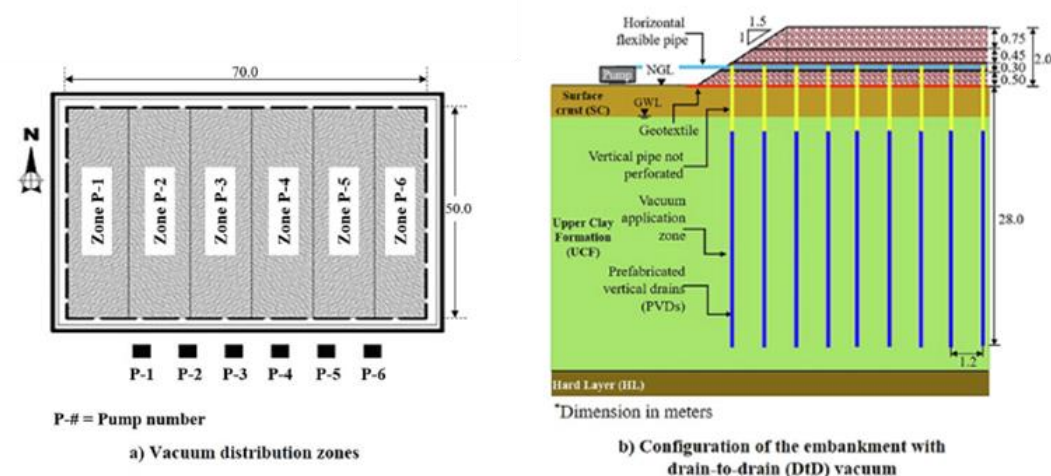 70.0
N
Zone P-1
Zone P-2
Zone P-3
Zone P-4
Zone P-5
Zone P-6
50.0
P-1 P-2 P-3 P-4 P-5 P-6
P-# = Pump number
a) Vacuum distribution zones
Horizontal
flexible pipe
1.5
1
0.75
0.45
0.30
0.50
2.0
Pump
NGL
Surface
crust (SC)
GWL
Geotextile
Vertical pipe not
perforated
Vacuum
application
zone
Upper Clay
Formation
(UCF)
28.0
Prefabricated
vertical drains
(PVDs)
1.2
Hard Layer (HL)
*Dimension in meters
b) Configuration of the embankment with
drain-to-drain (DtD) vacuum